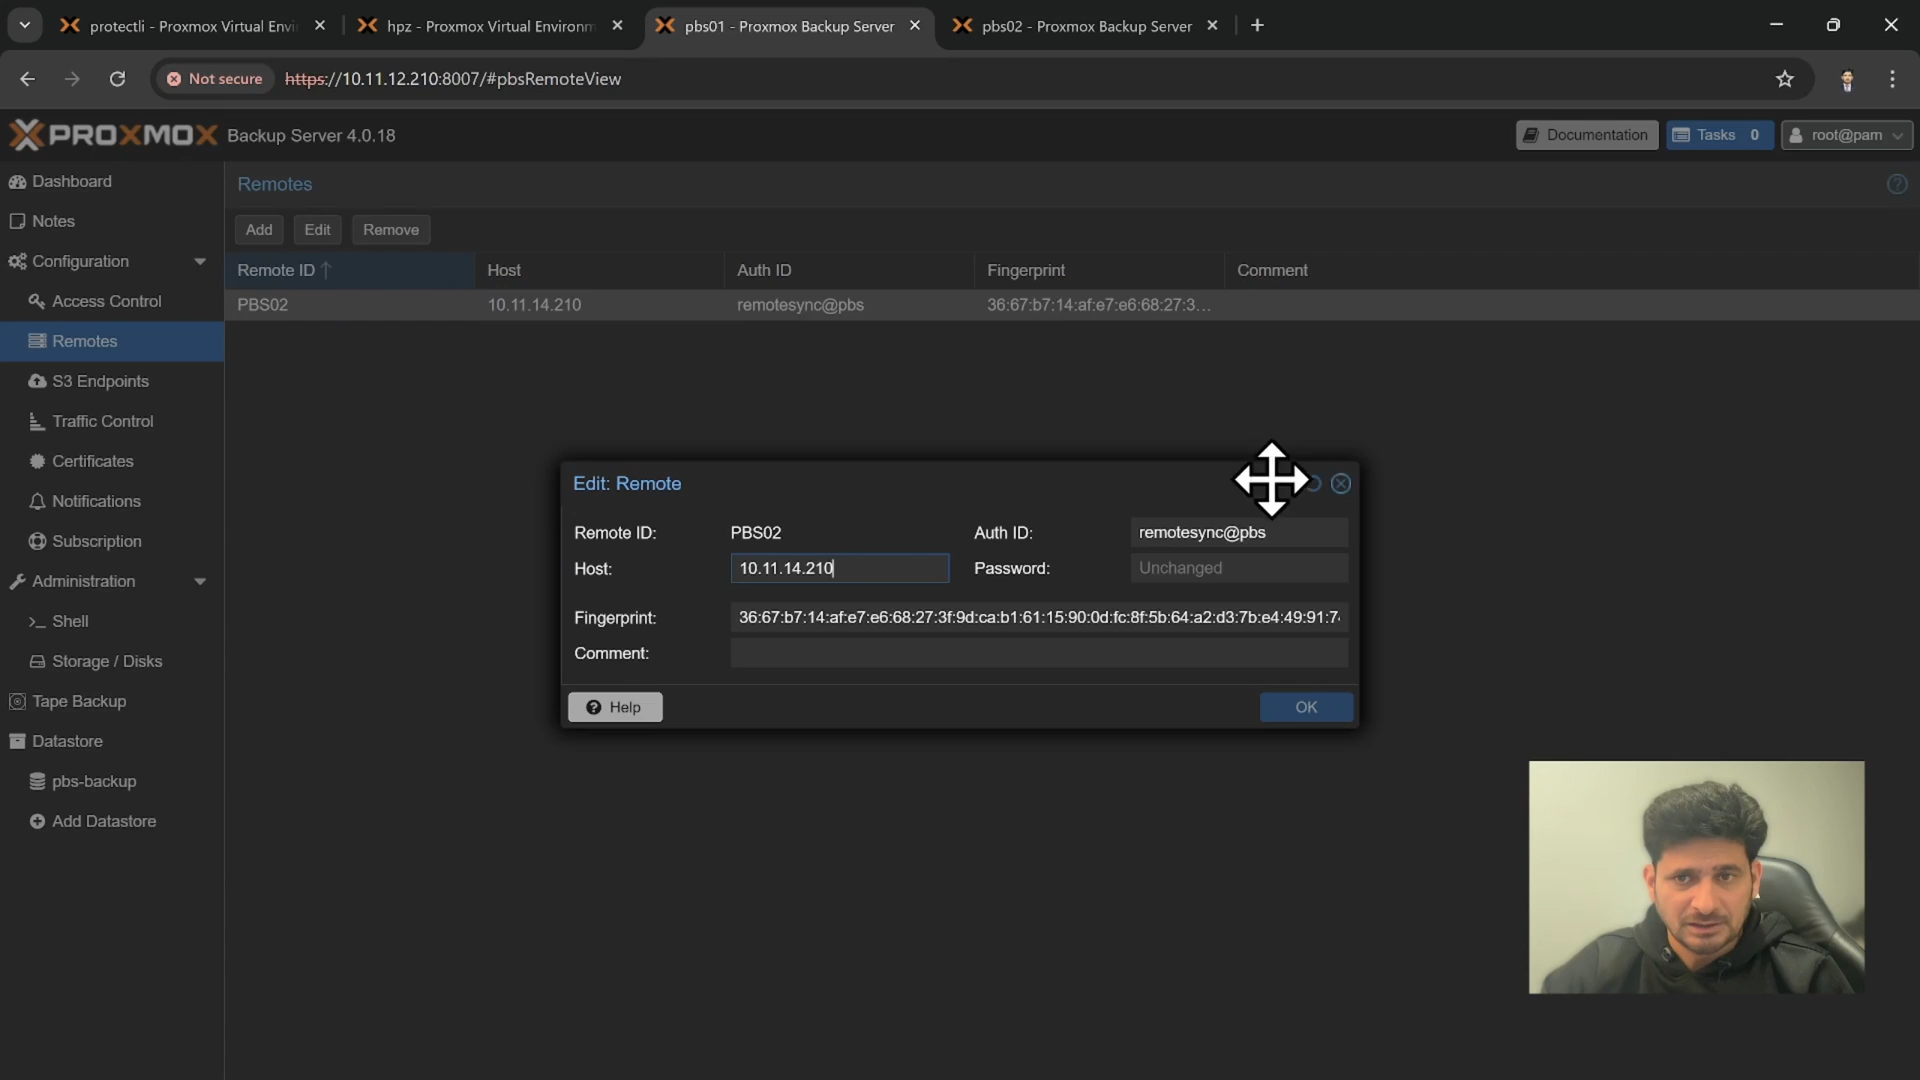 protectli - Proxmox Virtual Envi
hpz - Proxmox Virtual Environm
pbs01 - Proxmox Backup Server
pbs02 - Proxmox Backup Server
Not secure
https://10.11.12.210:8007/#pbsRemoteView
PROXMOX Backup Server 4.0.18
Documentation
Tasks 0
root@pam
Dashboard
Notes
Configuration
Access Control
Remotes
S3 Endpoints
Traffic Control
Certificates
Notifications
Subscription
Administration
Shell
Storage / Disks
Tape Backup
Datastore
pbs-backup
Add Datastore
Remotes
Add Edit Remove
Remote ID Host Auth ID Fingerprint Comment
PBS02 10.11.14.210 remotesync@pbs 36:67:b7:14:af:e7:e6:68:27:3...
Edit: Remote
Remote ID: PBS02 Auth ID: remotesync@pbs
Host: 10.11.14.210 Password: Unchanged
Fingerprint: 36:67:b7:14:af:e7:e6:68:27:3f:9d:ca:b1:61:15:90:0d:fc:8f:5b:64:a2:d3:7b:e4:49:91:7
Comment:
Help OK